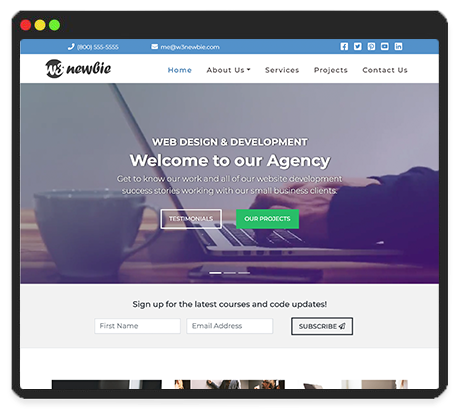 (800) 555-5555 me@w3newbie.com
W3 newbie Home About Us Services Projects Contact Us
WEB DESIGN & DEVELOPMENT
Welcome to our Agency
Get to know our work and all of our website development
success stories working with our small business clients.
TESTIMONIALS OUR PROJECTS
Sign up for the latest courses and code updates!
First Name Email Address SUBSCRIBE